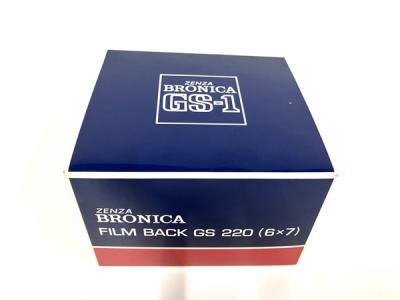 ZENZA
BRONICA
GS-1
ZENZA
BRONICA
FILM BACK GS 220 (6×7)